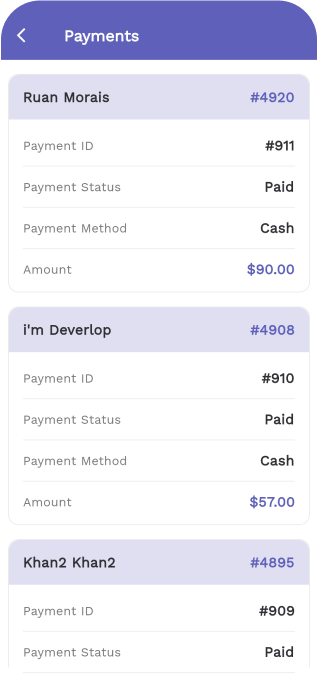 Payments
Ruan Morais #4920
Payment ID #911
Payment Status Paid
Payment Method Cash
Amount $90.00
i'm Deverlop #4908
Payment ID #910
Payment Status Paid
Payment Method Cash
Amount $57.00
Khan2 Khan2 #4895
Payment ID #909
Payment Status Paid